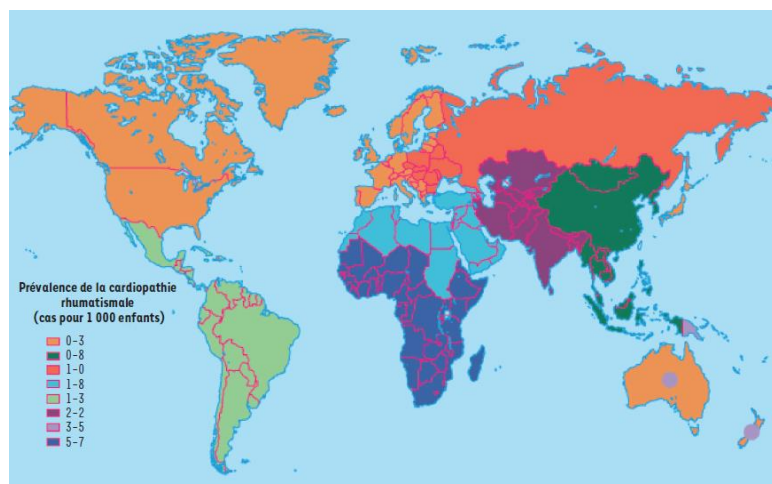 Prévalence de la cardiopathie
rhumatismale
(cas pour 1 000 enfants)
0-3
0-8
1-0
1-8
1-3
2-2
3-5
5-7